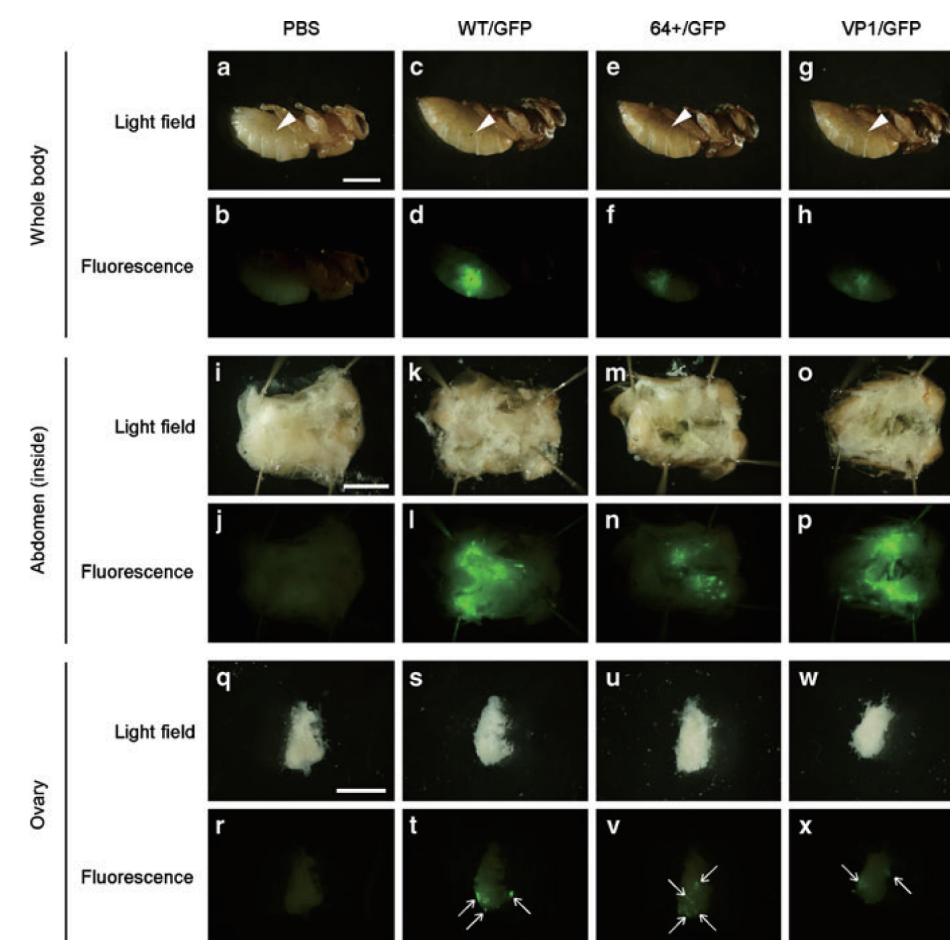 PBS WT/GFP 64+/GFP VP1/GFP
Whole body
Light field
a c e g
Fluorescence
b d f h
Abdomen (inside)
Light field
i k m o
Fluorescence
j l n p
Ovary
Light field
q s u w
Fluorescence
r t v x